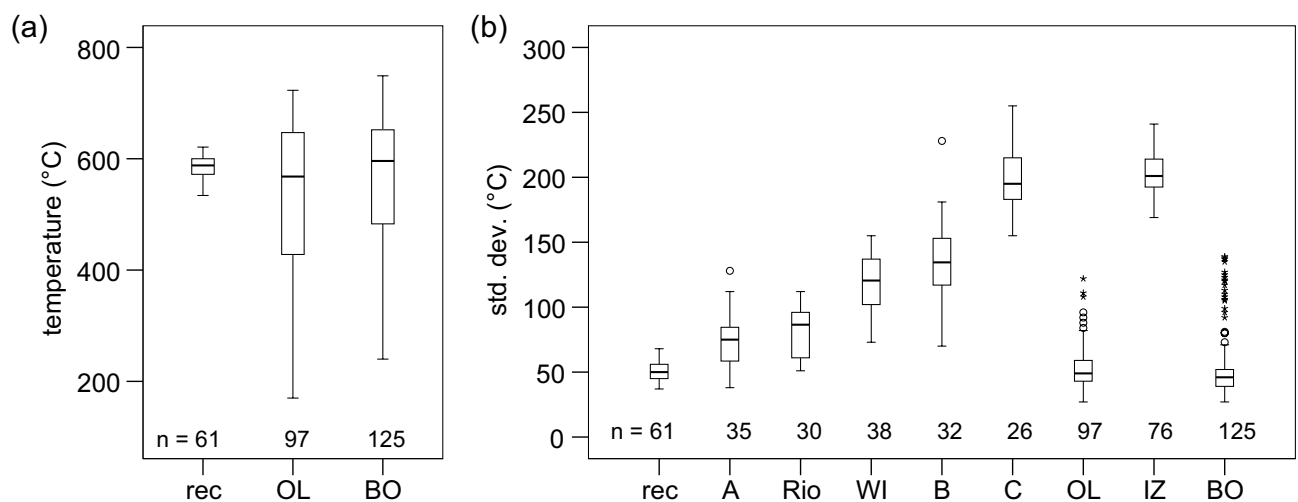 (a)
temperature (°C)
800
600
400
200
n = 61 97 125
rec OL BO
(b)
std. dev. (°C)
300
250
200
150
100
50
0
n = 61 35 30 38 32 26 97 76 125
rec A Rio WI B C OL IZ BO